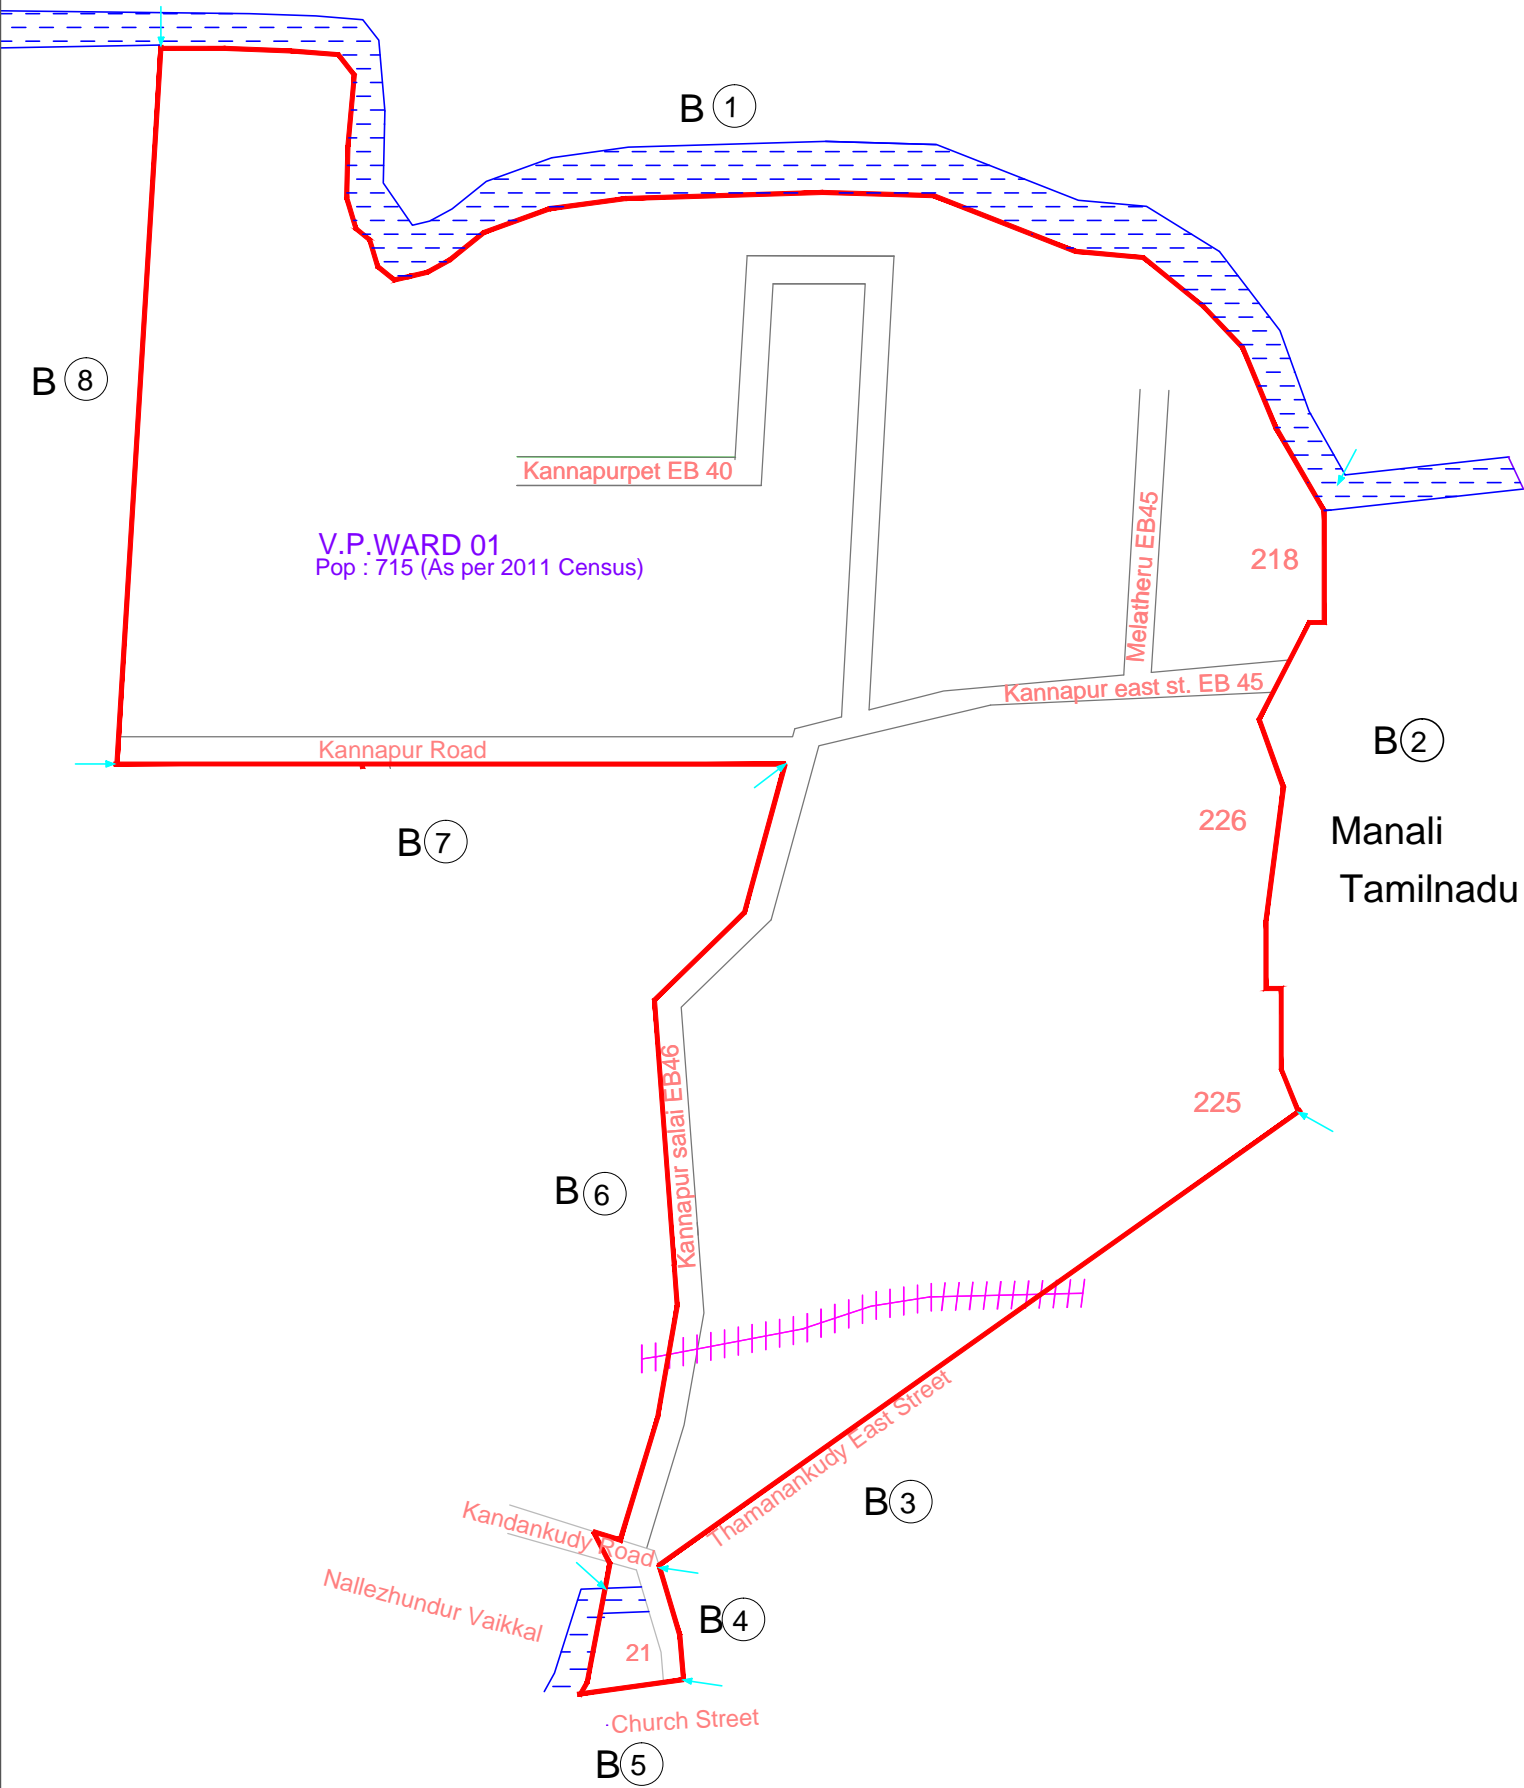 B 1
B 8
Kannapurpet EB 40
V.P.WARD 01
Pop : 715 (As per 2011 Census)
Melatheru EB45
218
Kannapur east st. EB 45
Kannapur Road
B 2
B 7
226
Manali
Tamilnadu
Kannapur salai EB46
225
B 6
Thamanankudy East Street
B 3
Kandankudy Road
Nallezhundur Vaikkal
B 4
21
Church Street
B 5